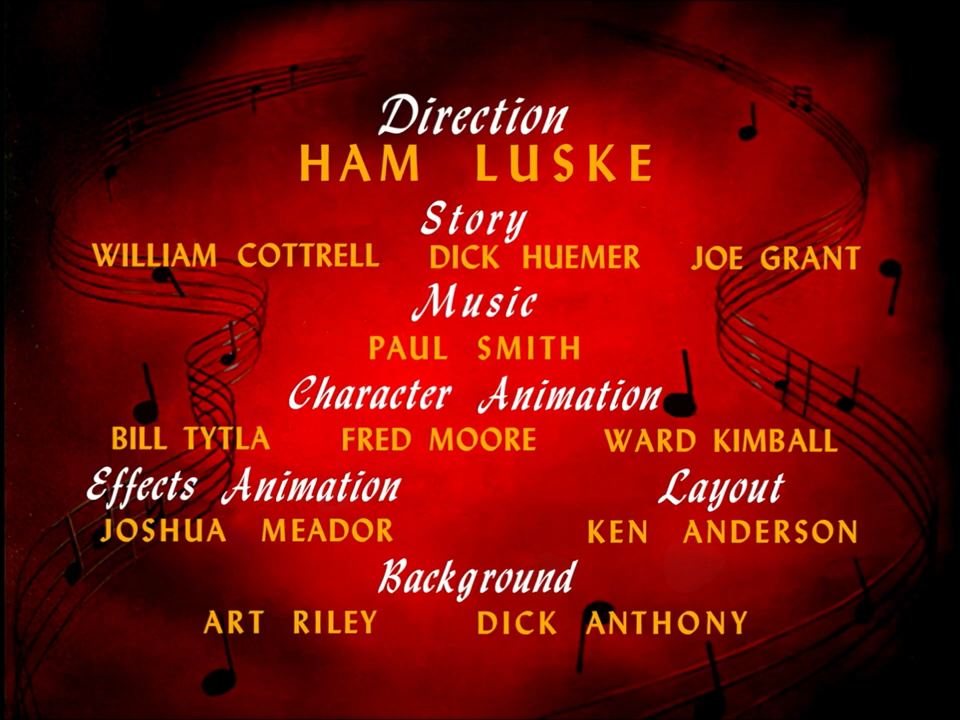 Direction
HAM LUSKE
Story
WILLIAM COTTRELL DICK HUEMER JOE GRANT
Music
PAUL SMITH
Character Animation
BILL TYTLA FRED MOORE WARD KIMBALL
Effects Animation Layout
JOSHUA MEADOR KEN ANDERSON
Background
ART RILEY DICK ANTHONY